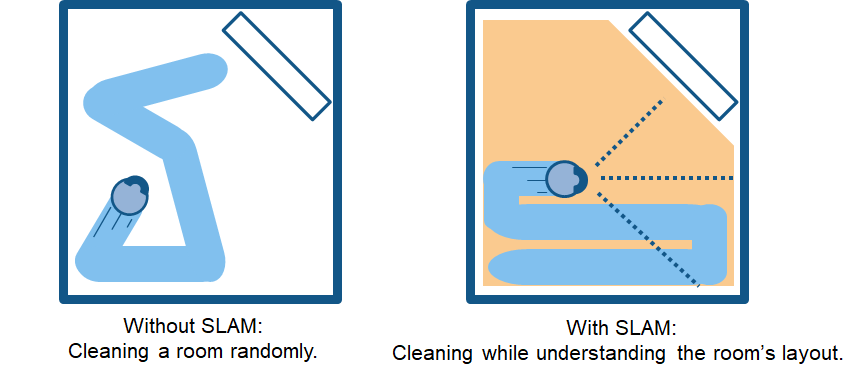 Without SLAM:
Cleaning a room randomly.
With SLAM:
Cleaning while understanding the room’s layout.